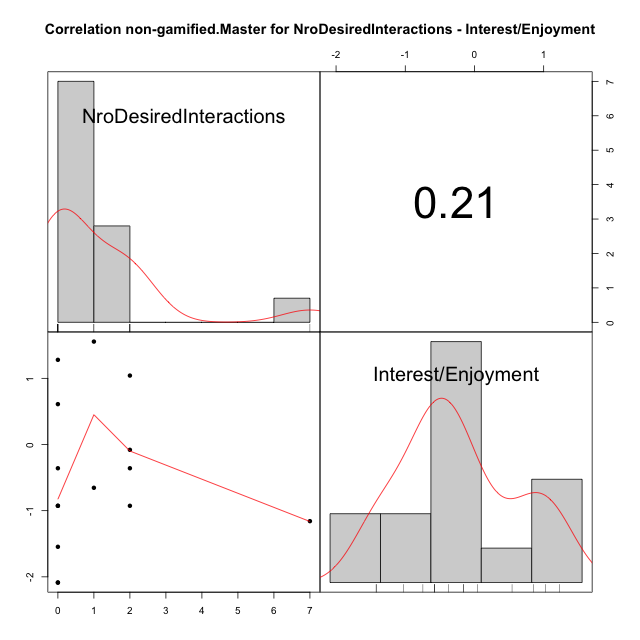 Correlation non-gamified.Master for NroDesiredInteractions - Interest/Enjoyment
-2 -1 0 1
NroDesiredInteractions
0.21
7
6
5
4
3
2
1
0
Interest/Enjoyment
1
0
-1
-2
0 1 2 3 4 5 6 7